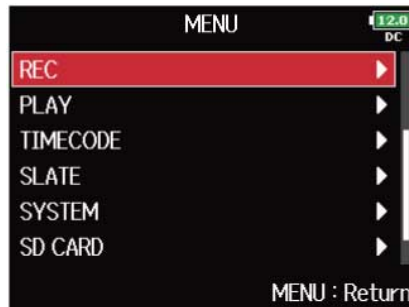 MENU
12.0
DC
REC
PLAY
TIMECODE
SLATE
SYSTEM
SD CARD
MENU : Return